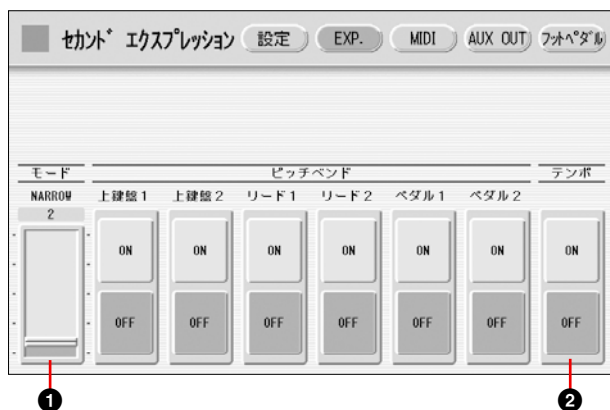 セカンド エクスプレッション 設定 EXP. MIDI AUX OUT フットペダル
モード ピッチベンド テンポ
NARROW 上鍵盤1 上鍵盤2 リード1 リード2 ペダル1 ペダル2
2
ON ON ON ON ON ON ON
OFF OFF OFF OFF OFF OFF OFF
❶ ❷